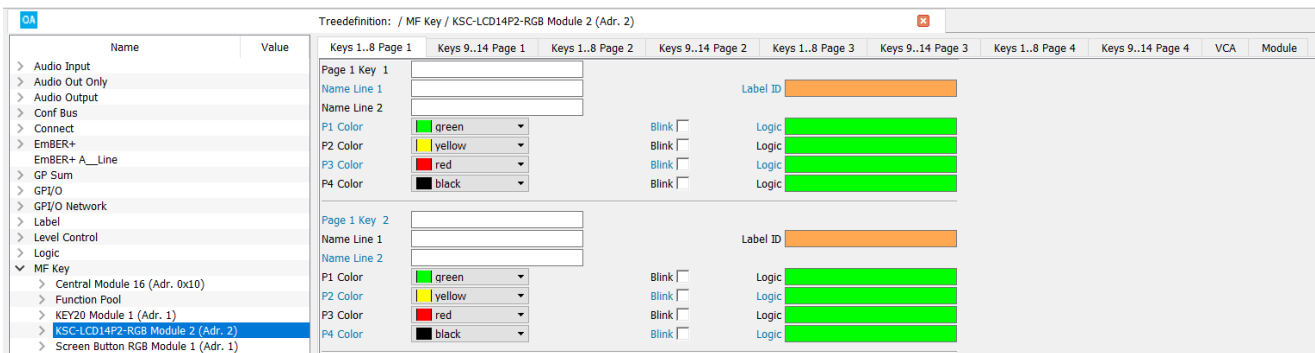 OA Treedefinition: / MF Key / KSC-LCD14P2-RGB Module 2 (Adr. 2)
Name Value Keys 1..8 Page 1 Keys 9..14 Page 1 Keys 1..8 Page 2 Keys 9..14 Page 2 Keys 1..8 Page 3 Keys 9..14 Page 3 Keys 1..8 Page 4 Keys 9..14 Page 4 VCA Module
Audio Input
Audio Out Only
Audio Output
Conf Bus
Connect
EmBER+
EmBER+ A__Line
GP Sum
GPI/O
GPI/O Network
Label
Level Control
Logic
MF Key
Central Module 16 (Adr. 0x10)
Function Pool
KEY20 Module 1 (Adr. 1)
KSC-LCD14P2-RGB Module 2 (Adr. 2)
Screen Button RGB Module 1 (Adr. 1)
Page 1 Key 1
Name Line 1 Label ID
Name Line 2
P1 Color green Blink Logic
P2 Color yellow Blink Logic
P3 Color red Blink Logic
P4 Color black Blink Logic
Page 1 Key 2
Name Line 1 Label ID
Name Line 2
P1 Color green Blink Logic
P2 Color yellow Blink Logic
P3 Color red Blink Logic
P4 Color black Blink Logic